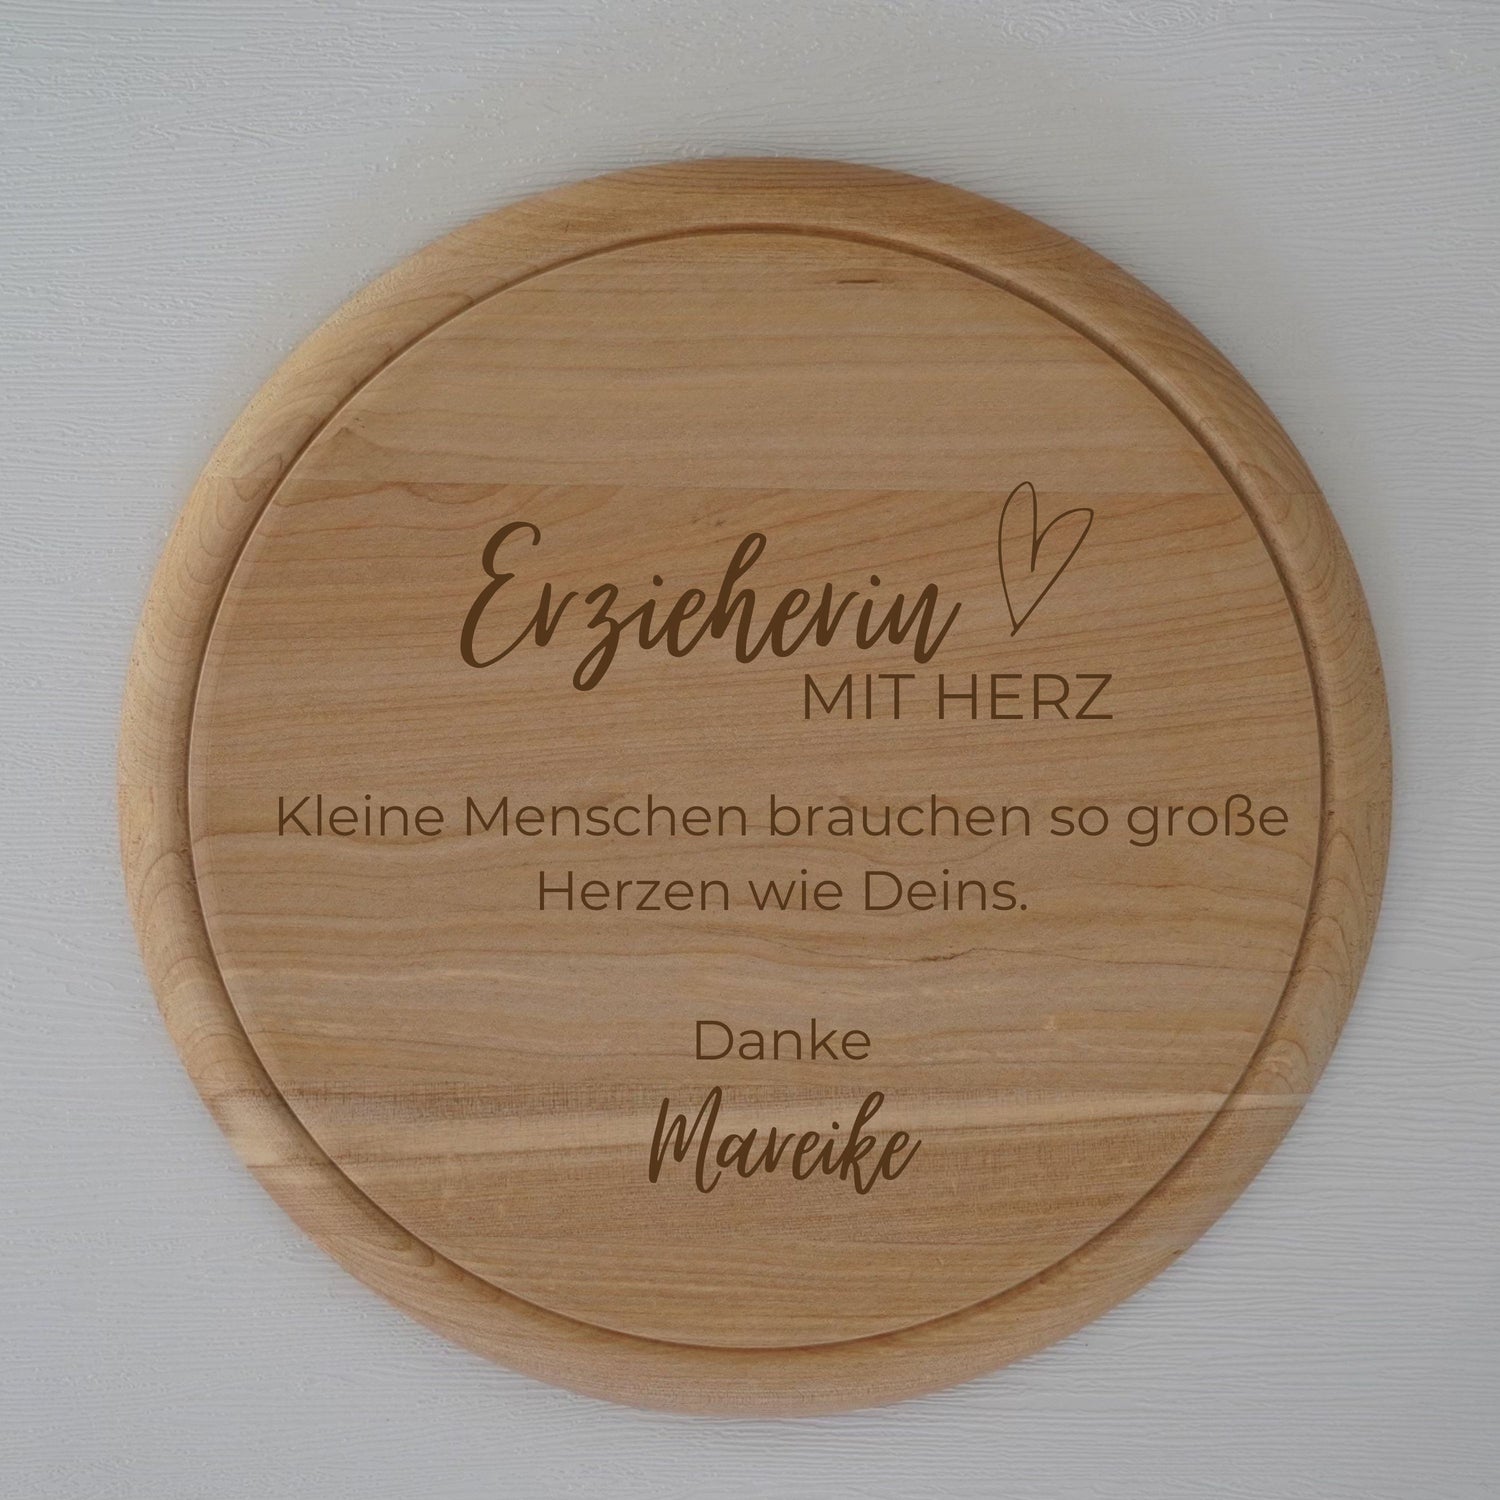 Erzieherin
MIT HERZ
Kleine Menschen brauchen so große
Herzen wie Deins.
Danke
Mareike